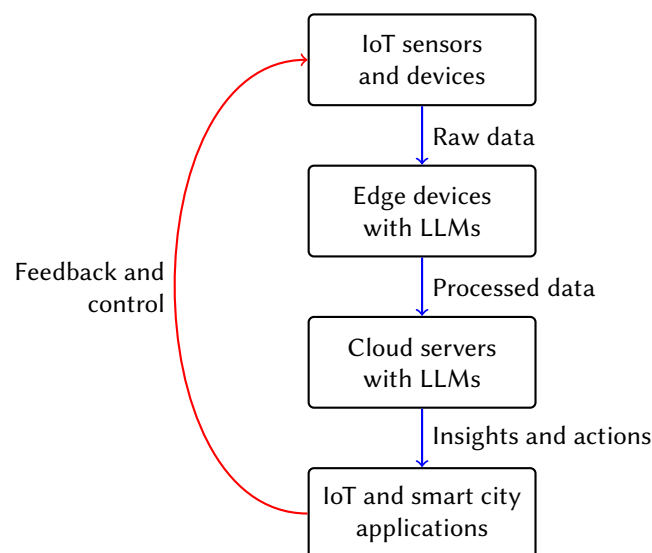 IoT sensors
and devices
Raw data
Edge devices
with LLMs
Processed data
Feedback and
control
Cloud servers
with LLMs
Insights and actions
IoT and smart city
applications